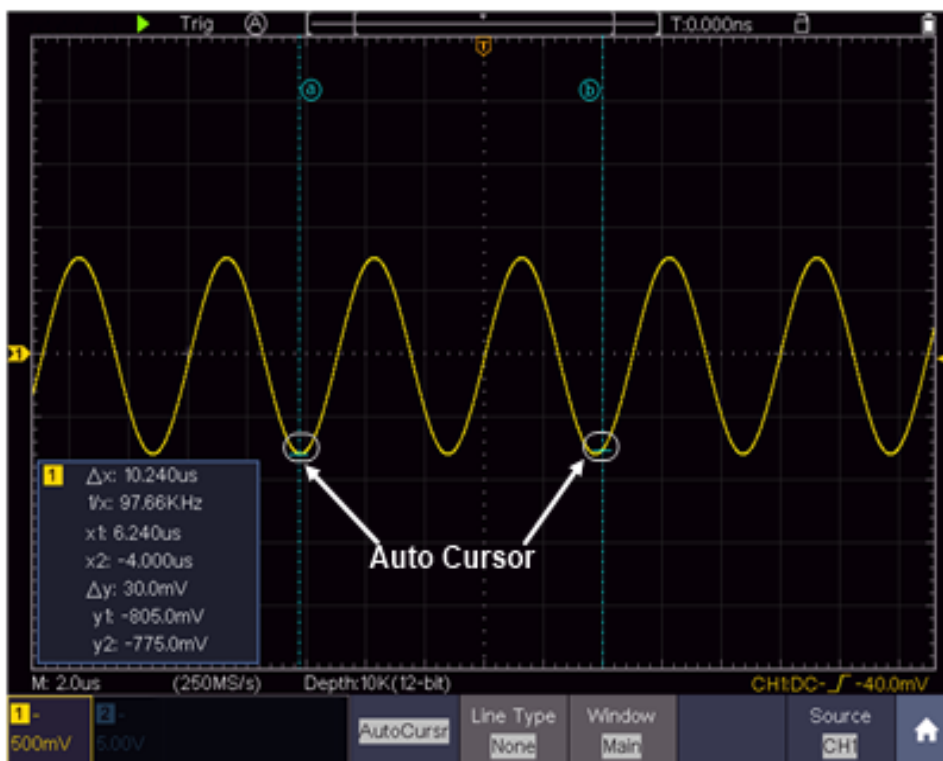 Trig A T:0.000ns
T
a b
1
1 Δx: 10.240us
1/x: 97.66KHz
x1: 6.240us
x2: -4.000us
Δy: 30.0mV
y1: -805.0mV
y2: -775.0mV
Auto Cursor
M: 2.0us (250MS/s) Depth:10K(12-bit) CH1:DC- -40.0mV
1 - 2 - Line Type Window Source
500mV 5.00V AutoCursr None Main CH1